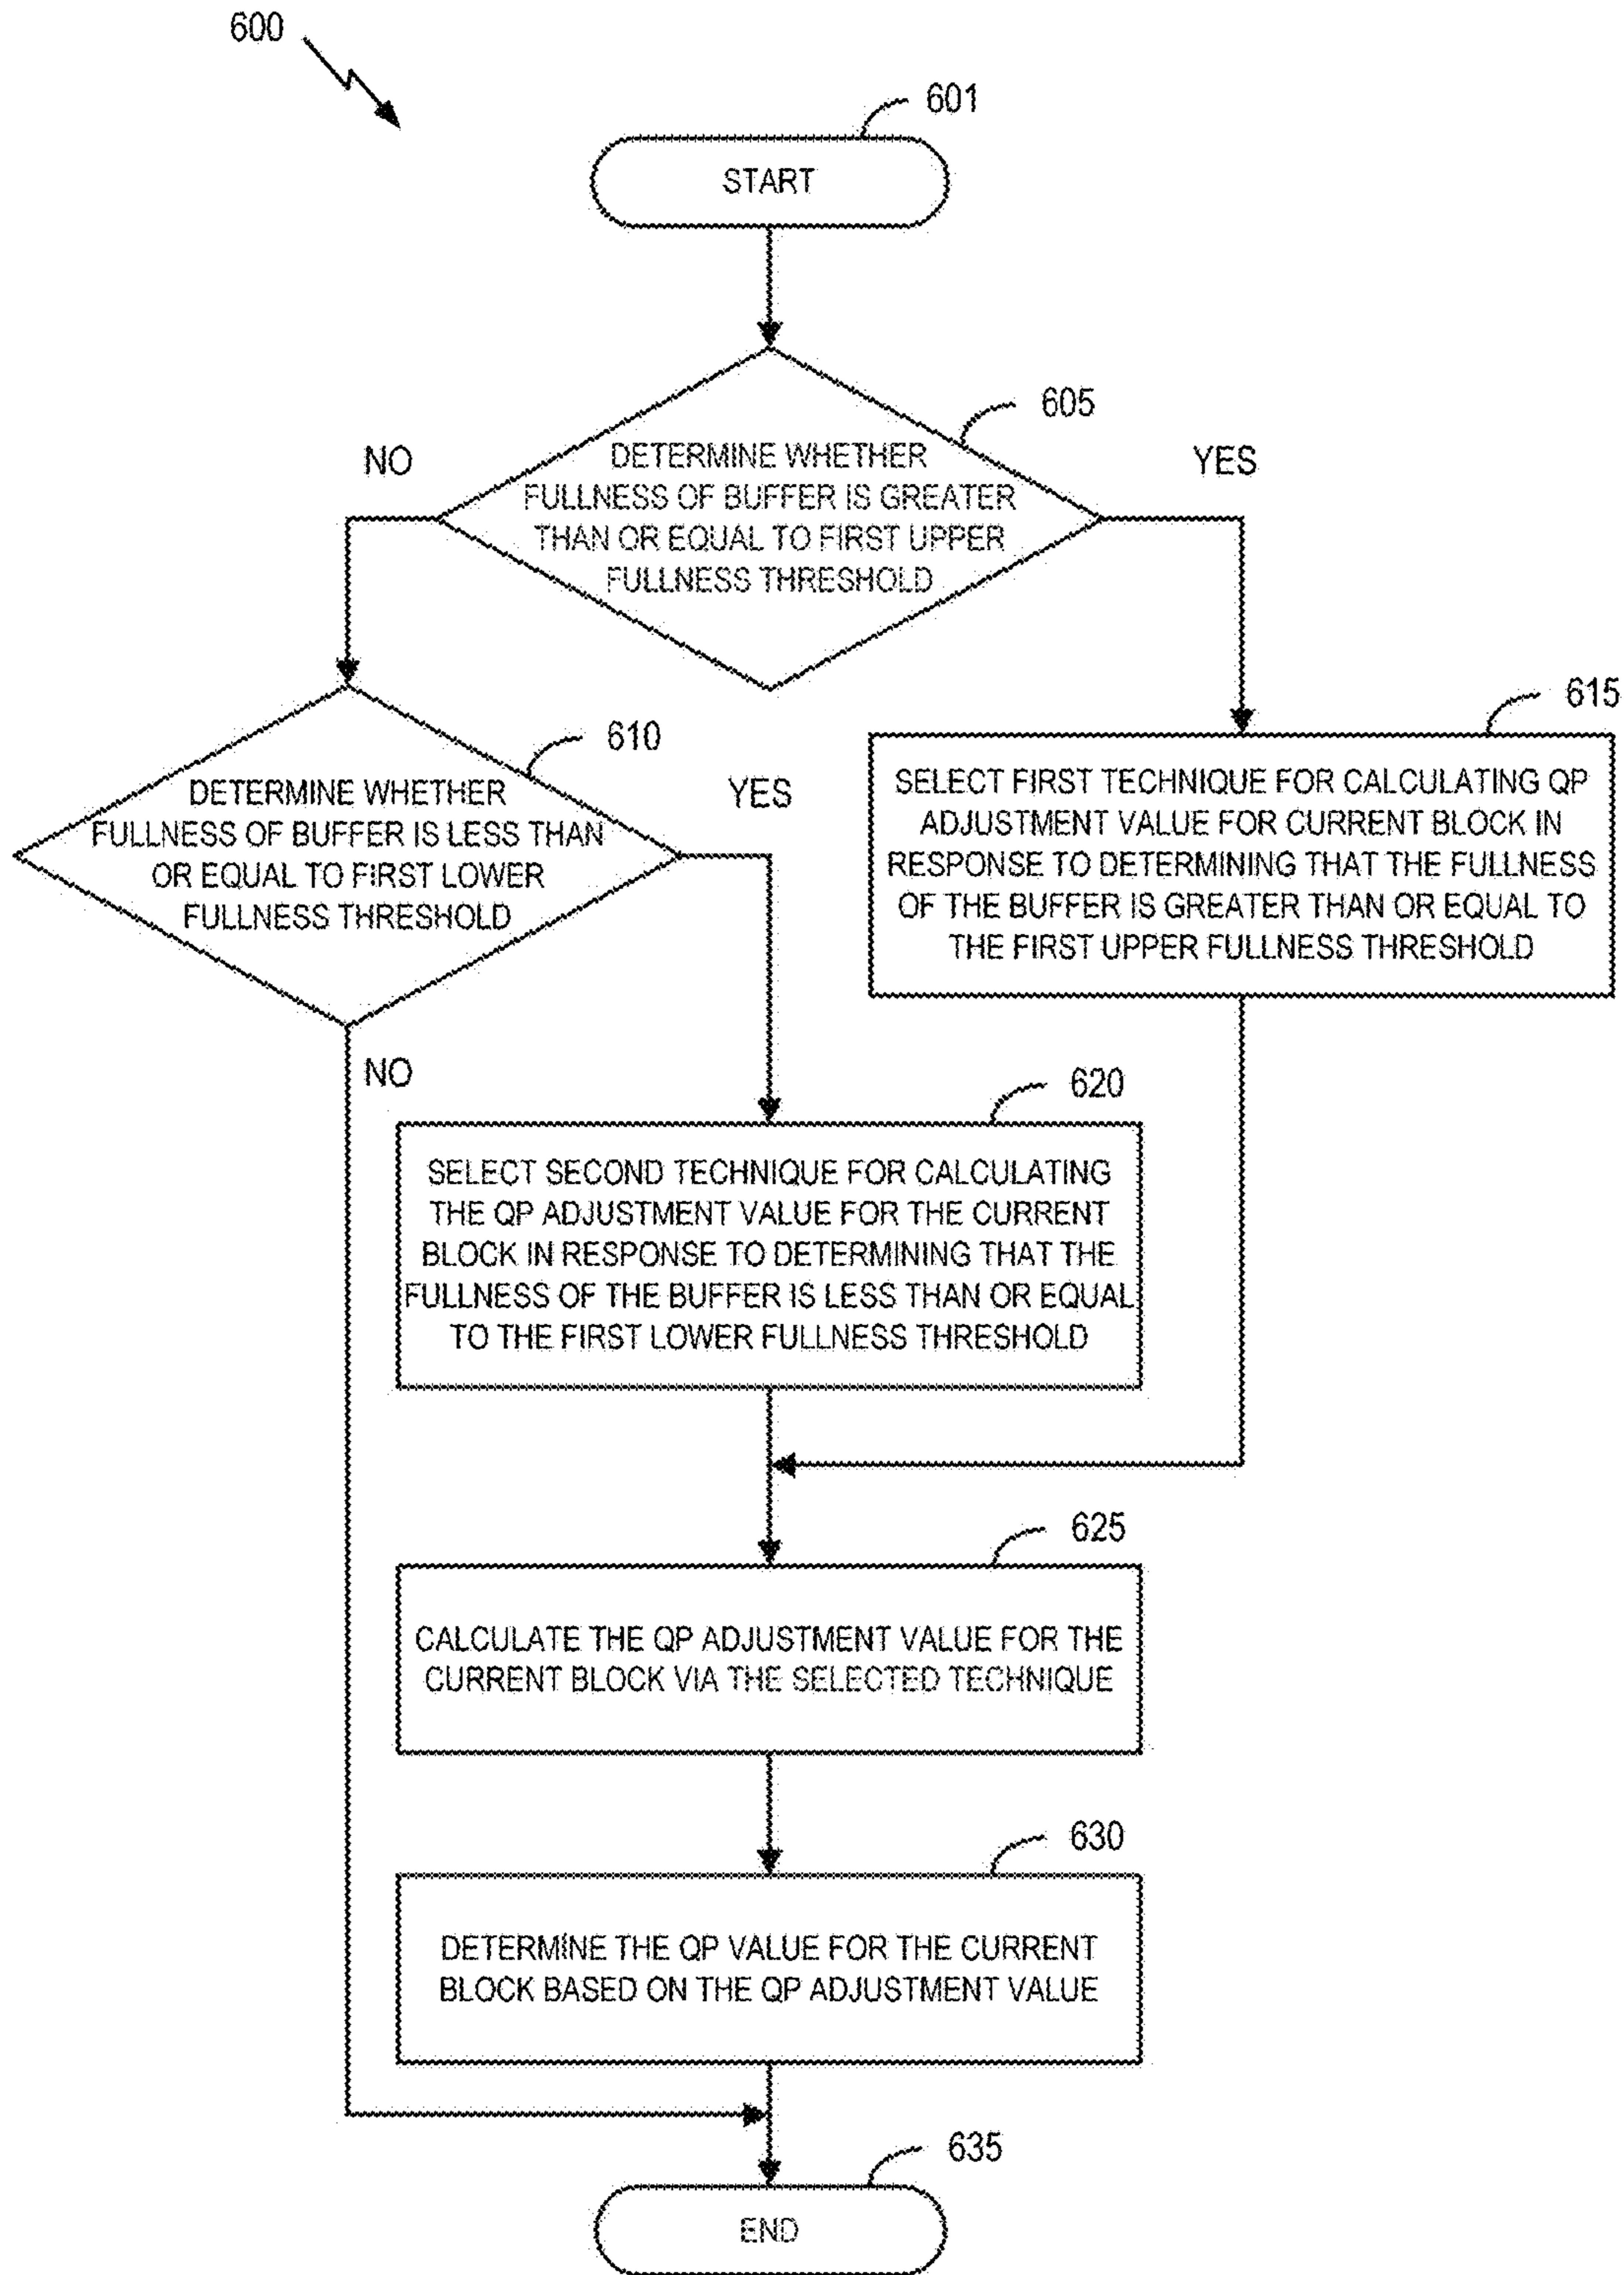 600
601
START
605
NO
YES
DETERMINE WHETHER
FULLNESS OF BUFFER IS GREATER
THAN OR EQUAL TO FIRST UPPER
FULLNESS THRESHOLD
610
YES
DETERMINE WHETHER
FULLNESS OF BUFFER IS LESS THAN
OR EQUAL TO FIRST LOWER
FULLNESS THRESHOLD
NO
615
SELECT FIRST TECHNIQUE FOR CALCULATING QP
ADJUSTMENT VALUE FOR CURRENT BLOCK IN
RESPONSE TO DETERMINING THAT THE FULLNESS
OF THE BUFFER IS GREATER THAN OR EQUAL TO
THE FIRST UPPER FULLNESS THRESHOLD
620
SELECT SECOND TECHNIQUE FOR CALCULATING
THE QP ADJUSTMENT VALUE FOR THE CURRENT
BLOCK IN RESPONSE TO DETERMINING THAT THE
FULLNESS OF THE BUFFER IS LESS THAN OR EQUAL
TO THE FIRST LOWER FULLNESS THRESHOLD
625
CALCULATE THE QP ADJUSTMENT VALUE FOR THE
CURRENT BLOCK VIA THE SELECTED TECHNIQUE
630
DETERMINE THE QP VALUE FOR THE CURRENT
BLOCK BASED ON THE QP ADJUSTMENT VALUE
635
END